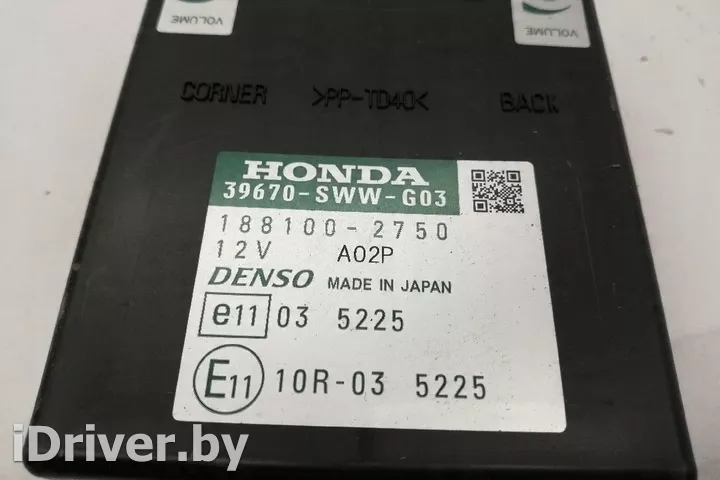 VOLUME
VOLUME
CORNER >PP-TD40< BACK
HONDA
39670-SWW-G03
188100-2750
12V A02P
DENSO MADE IN JAPAN
e11 03 5225
E11 10R-03 5225
iDriver.by